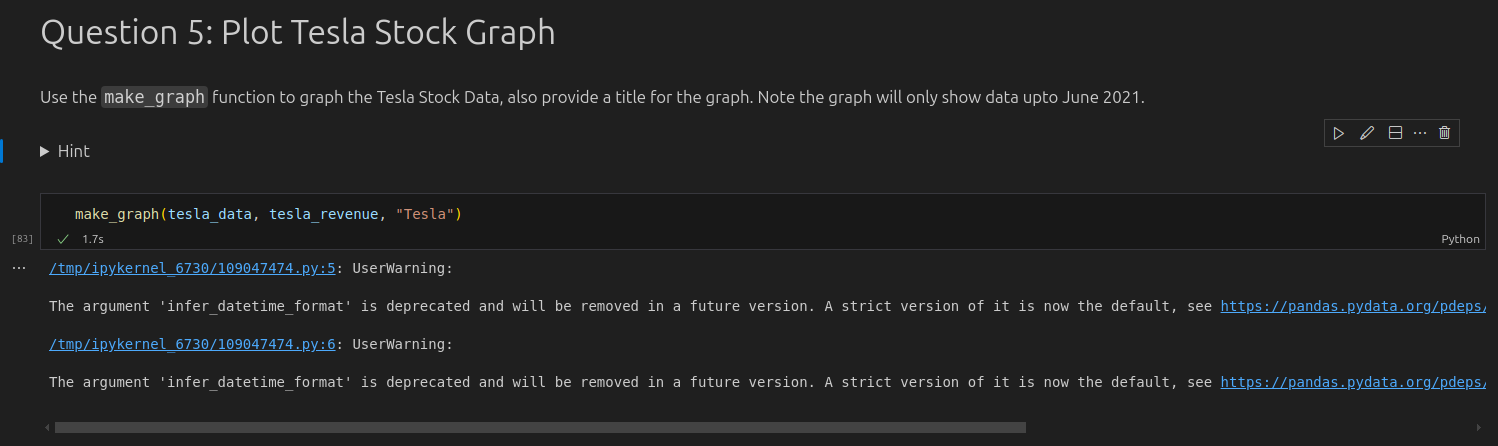 Question 5: Plot Tesla Stock Graph
Use the make_graph function to graph the Tesla Stock Data, also provide a title for the graph. Note the graph will only show data upto June 2021.
Hint
make_graph(tesla_data, tesla_revenue, "Tesla")
[83] 1.7s Python
/tmp/ipykernel_6730/109047474.py:5: UserWarning:
The argument 'infer_datetime_format' is deprecated and will be removed in a future version. A strict version of it is now the default, see https://pandas.pydata.org/pdeps/
/tmp/ipykernel_6730/109047474.py:6: UserWarning:
The argument 'infer_datetime_format' is deprecated and will be removed in a future version. A strict version of it is now the default, see https://pandas.pydata.org/pdeps/